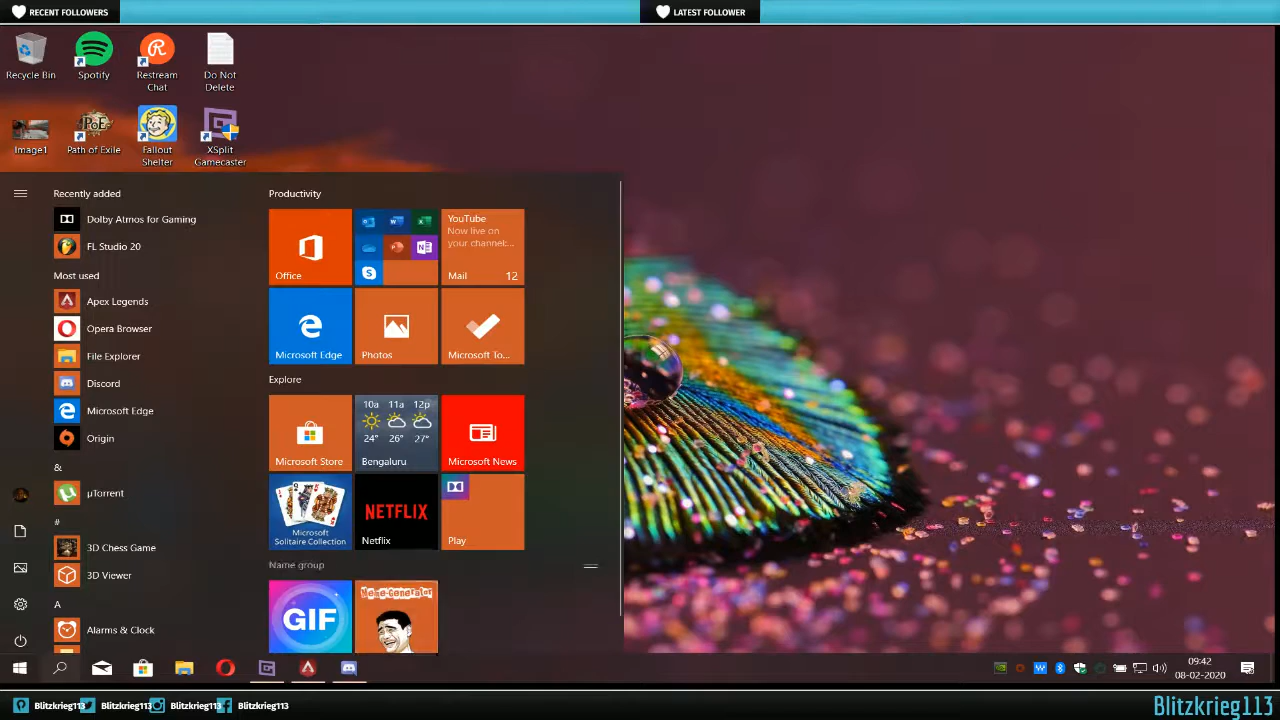 RECENT FOLLOWERS
LATEST FOLLOWER
Recycle Bin
Spotify
Restream
Chat
Do Not
Delete
Image1
PoE
Path of Exile
Fallout
Shelter
XSplit
Gamecaster
Recently added
Dolby Atmos for Gaming
FL Studio 20
Most used
Apex Legends
Opera Browser
File Explorer
Discord
Microsoft Edge
Origin
&
µTorrent
#
3D Chess Game
3D Viewer
A
Alarms & Clock
Productivity
Office
YouTube
Now live on
your channel:...
Mail 12
Microsoft Edge
Photos
Microsoft To...
Explore
Microsoft Store
10a 11a 12p
24° 26° 27°
Bengaluru
Microsoft News
Microsoft
Solitaire Collection
NETFLIX
Netflix
Play
Name group
GIF
Meme-Generator
09:42
08-02-2020
Blitzkrieg113
Blitzkrieg113
Blitzkrieg113
Blitzkrieg113
Blitzkrieg113